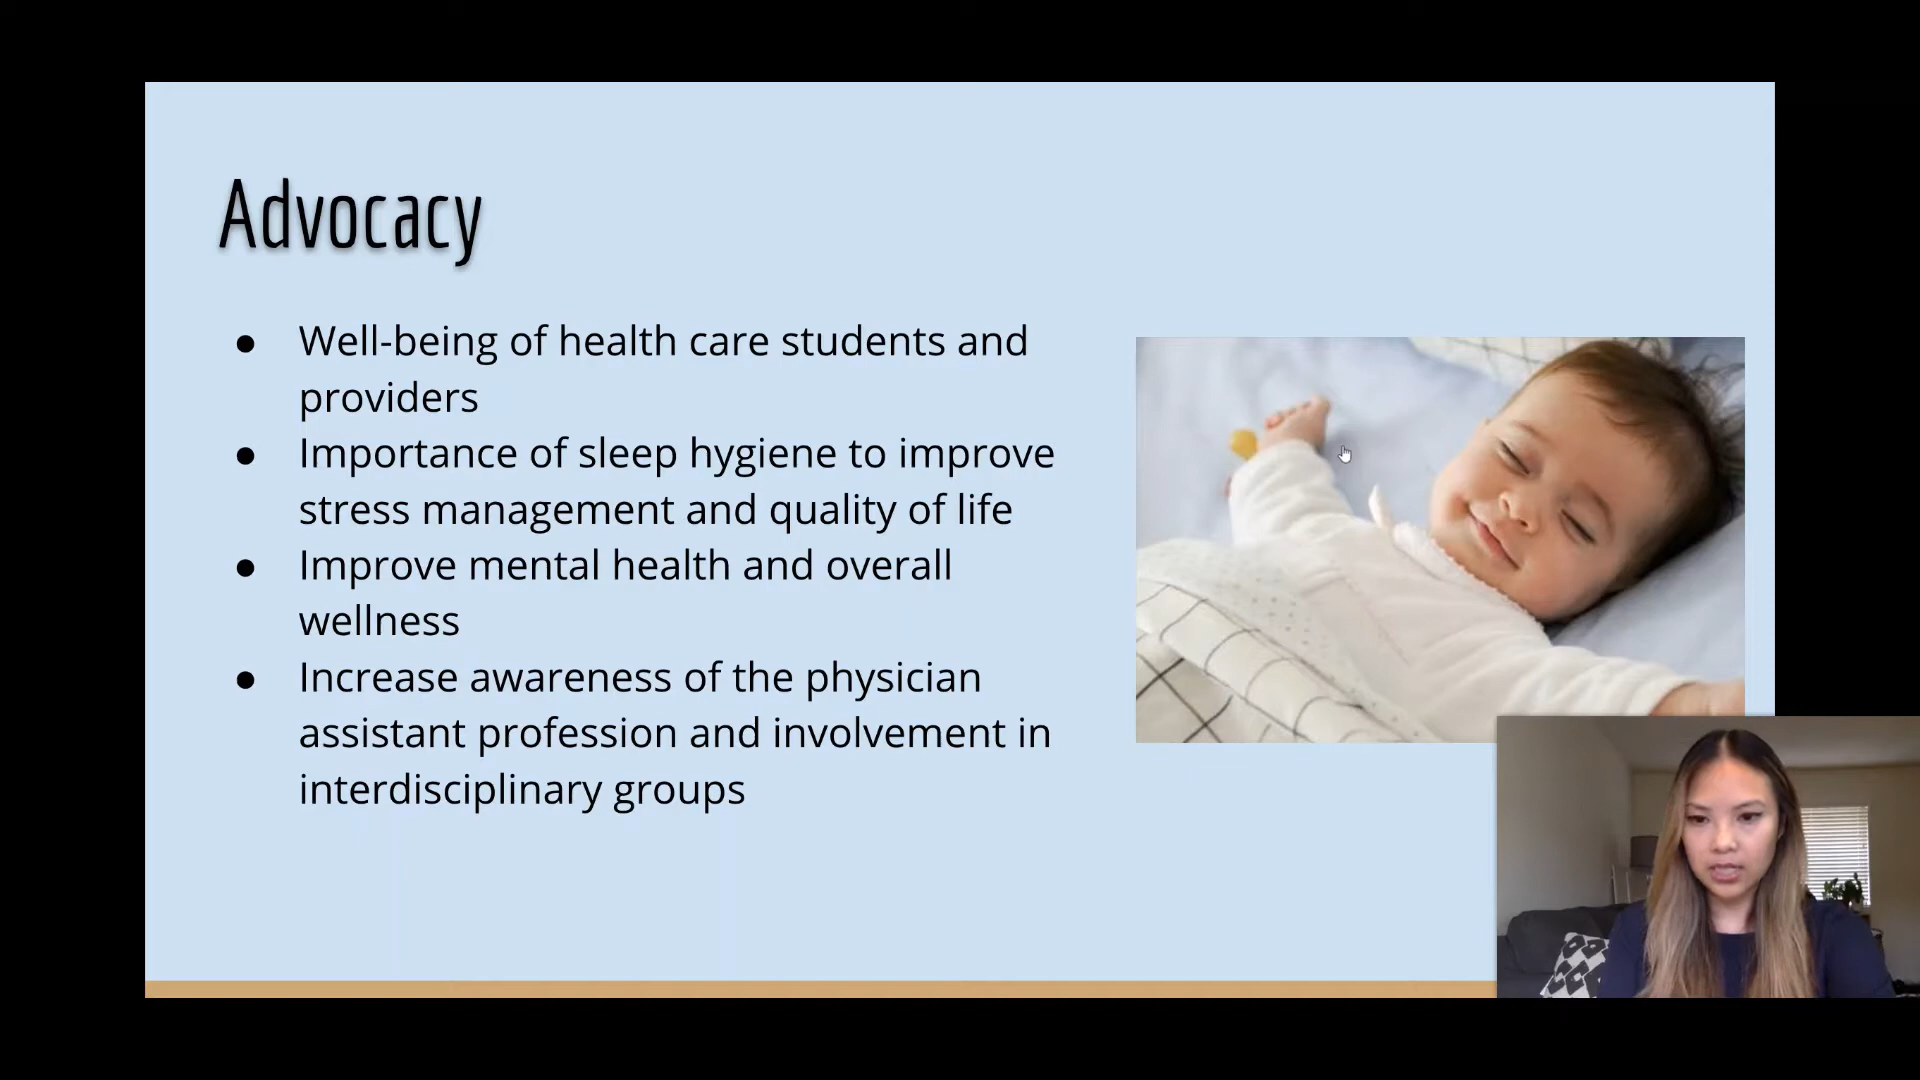 Advocacy
● Well-being of health care students and
providers
● Importance of sleep hygiene to improve
stress management and quality of life
● Improve mental health and overall
wellness
● Increase awareness of the physician
assistant profession and involvement in
interdisciplinary groups